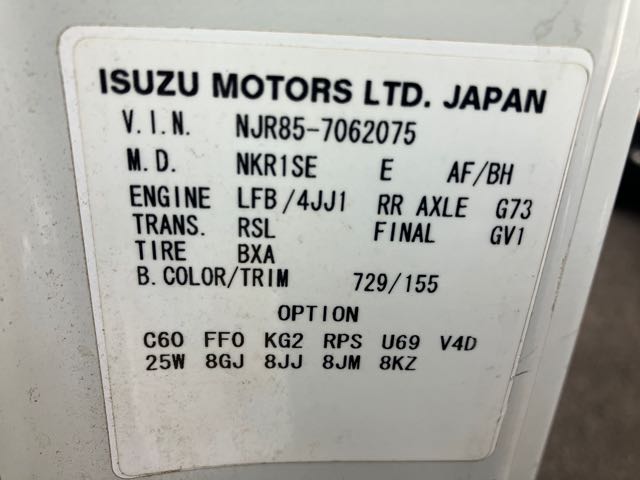 ISUZU MOTORS LTD. JAPAN
V.I.N. NJR85-7062075
M.D. NKR1SE E AF/BH
ENGINE LFB/4JJ1 RR AXLE G73
TRANS. RSL FINAL GV1
TIRE BXA
B.COLOR/TRIM 729/155
OPTION
C60 FF0 KG2 RPS U69 V4D
25W 8GJ 8JJ 8JM 8KZ